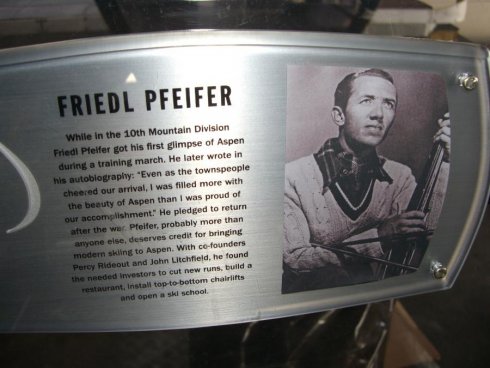 FRIEDL PFEIFER
While in the 10th Mountain Division
Friedl Pfeifer got his first glimpse of Aspen
during a training march. He later wrote in
his autobiography: "Even as the townspeople
cheered our arrival, I was filled more with
the beauty of Aspen than I was proud of
our accomplishment." He pledged to return
after the war. Pfeifer, probably more than
anyone else, deserves credit for bringing
modern skiing to Aspen. With co-founders
Percy Rideout and John Litchfield, he found
the needed investors to cut new runs, build a
restaurant, install top-to-bottom chairlifts
and open a ski school.